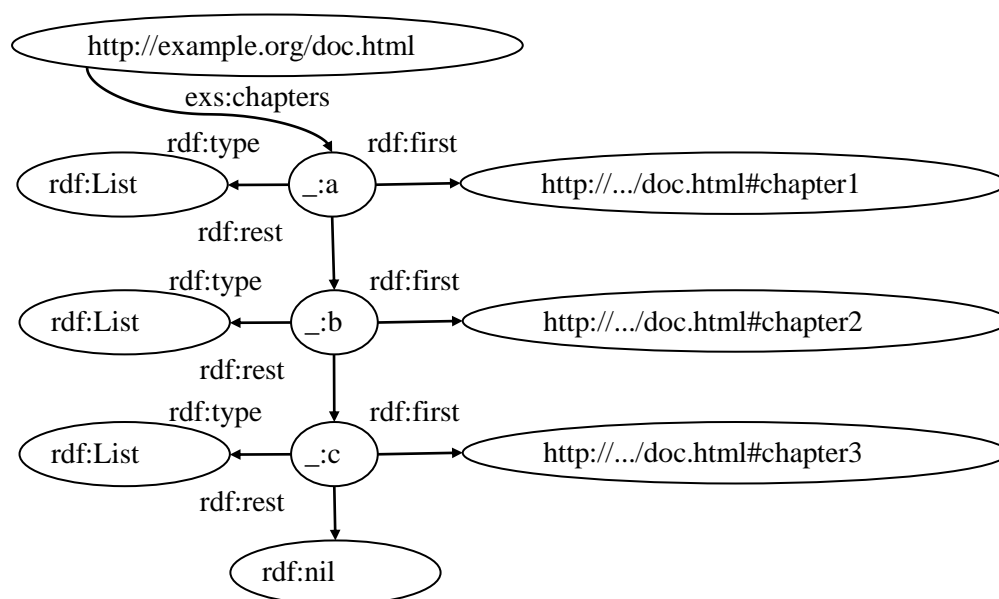 http://example.org/doc.html
exs:chapters
rdf:type
rdf:first
rdf:List
_:a
http://.../doc.html#chapter1
rdf:rest
rdf:type
rdf:first
rdf:List
_:b
http://.../doc.html#chapter2
rdf:rest
rdf:type
rdf:first
rdf:List
_:c
http://.../doc.html#chapter3
rdf:rest
rdf:nil